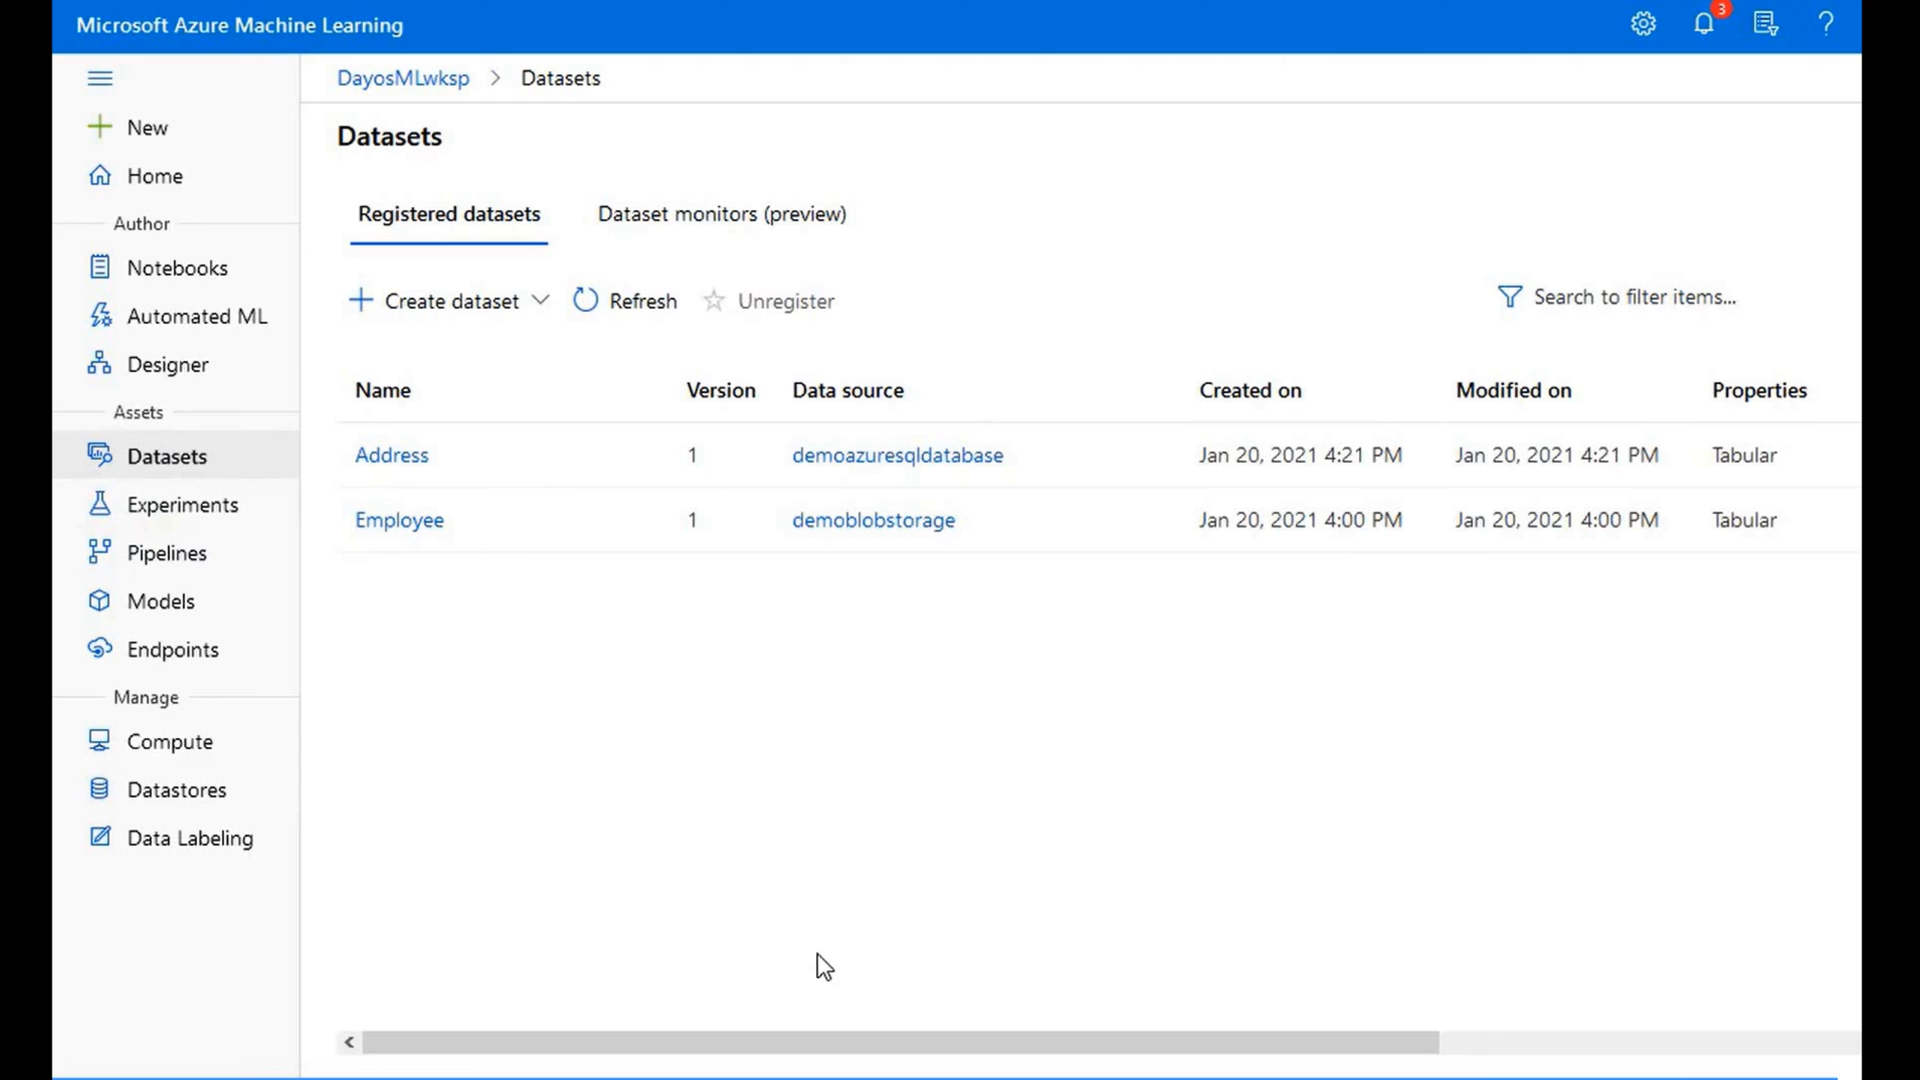 Microsoft Azure Machine Learning
3
DayosMLwksp > Datasets
New
Home
Author
Notebooks
Automated ML
Designer
Assets
Datasets
Experiments
Pipelines
Models
Endpoints
Manage
Compute
Datastores
Data Labeling
Datasets
Registered datasets Dataset monitors (preview)
Create dataset Refresh Unregister Search to filter items...
Name Version Data source Created on Modified on Properties
Address 1 demoazuresqldatabase Jan 20, 2021 4:21 PM Jan 20, 2021 4:21 PM Tabular
Employee 1 demoblobstorage Jan 20, 2021 4:00 PM Jan 20, 2021 4:00 PM Tabular